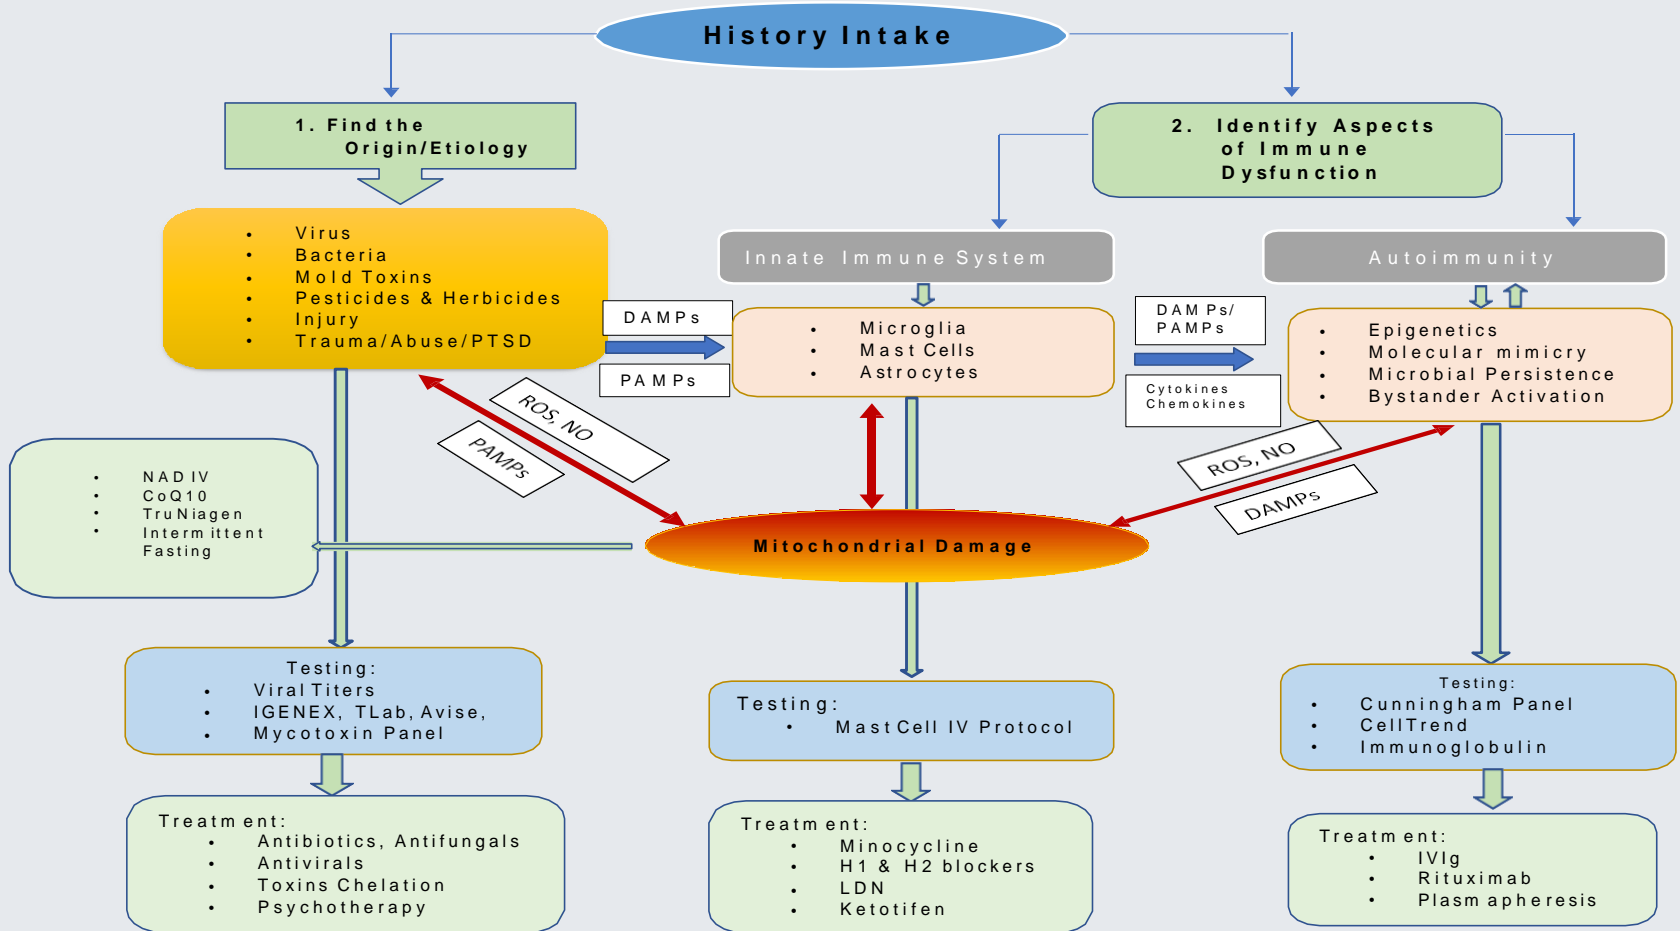 History Intake
1. Find the
Origin/Etiology
2. Identify Aspects
of Immune
Dysfunction
• Virus
• Bacteria
• Mold Toxins
• Pesticides & Herbicides
• Injury
• Trauma/Abuse/PTSD
Innate Immune System
Autoimmunity
DAMPs
PAMPs
• Microglia
• Mast Cells
• Astrocytes
DAMPs/
PAMPs
Cytokines
Chemokines
• Epigenetics
• Molecular mimicry
• Microbial Persistence
• Bystander Activation
ROS, NO
PAMPs
ROS, NO
DAMPs
• NAD IV
• CoQ10
• TruNiagen
• Intermittent
Fasting
Mitochondrial Damage
Testing:
• Viral Titers
• IGENEX, TLab, Avise,
• Mycotoxin Panel
Testing:
• Mast Cell IV Protocol
Testing:
• Cunningham Panel
• CellTrend
• Immunoglobulin
Treatment:
• Antibiotics, Antifungals
• Antivirals
• Toxins Chelation
• Psychotherapy
Treatment:
• Minocycline
• H1 & H2 blockers
• LDN
• Ketotifen
Treatment:
• IVIg
• Rituximab
• Plasmapheresis